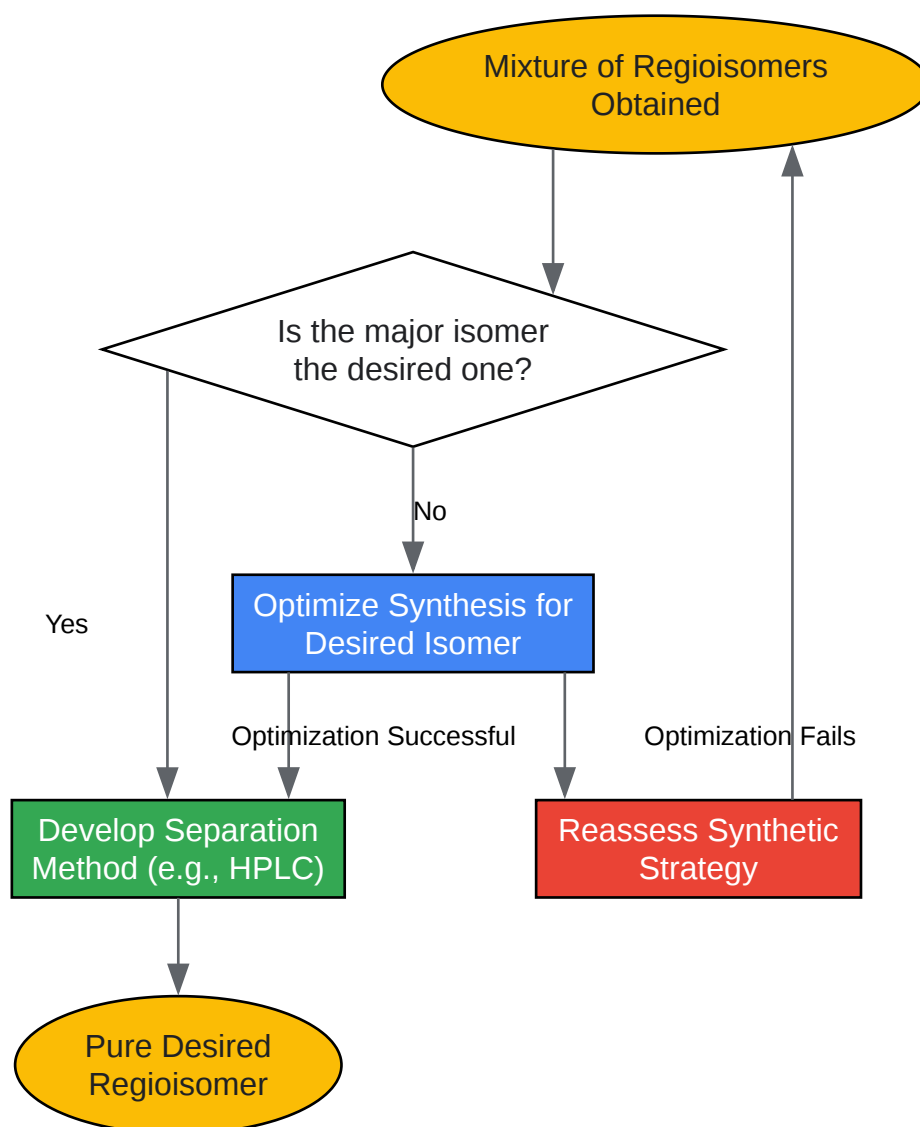 Mixture of Regioisomers
Obtained
Is the major isomer
the desired one?
No
Optimize Synthesis for
Desired Isomer
Yes
Optimization Successful
Optimization Fails
Develop Separation
Method (e.g., HPLC)
Reassess Synthetic
Strategy
Pure Desired
Regioisomer